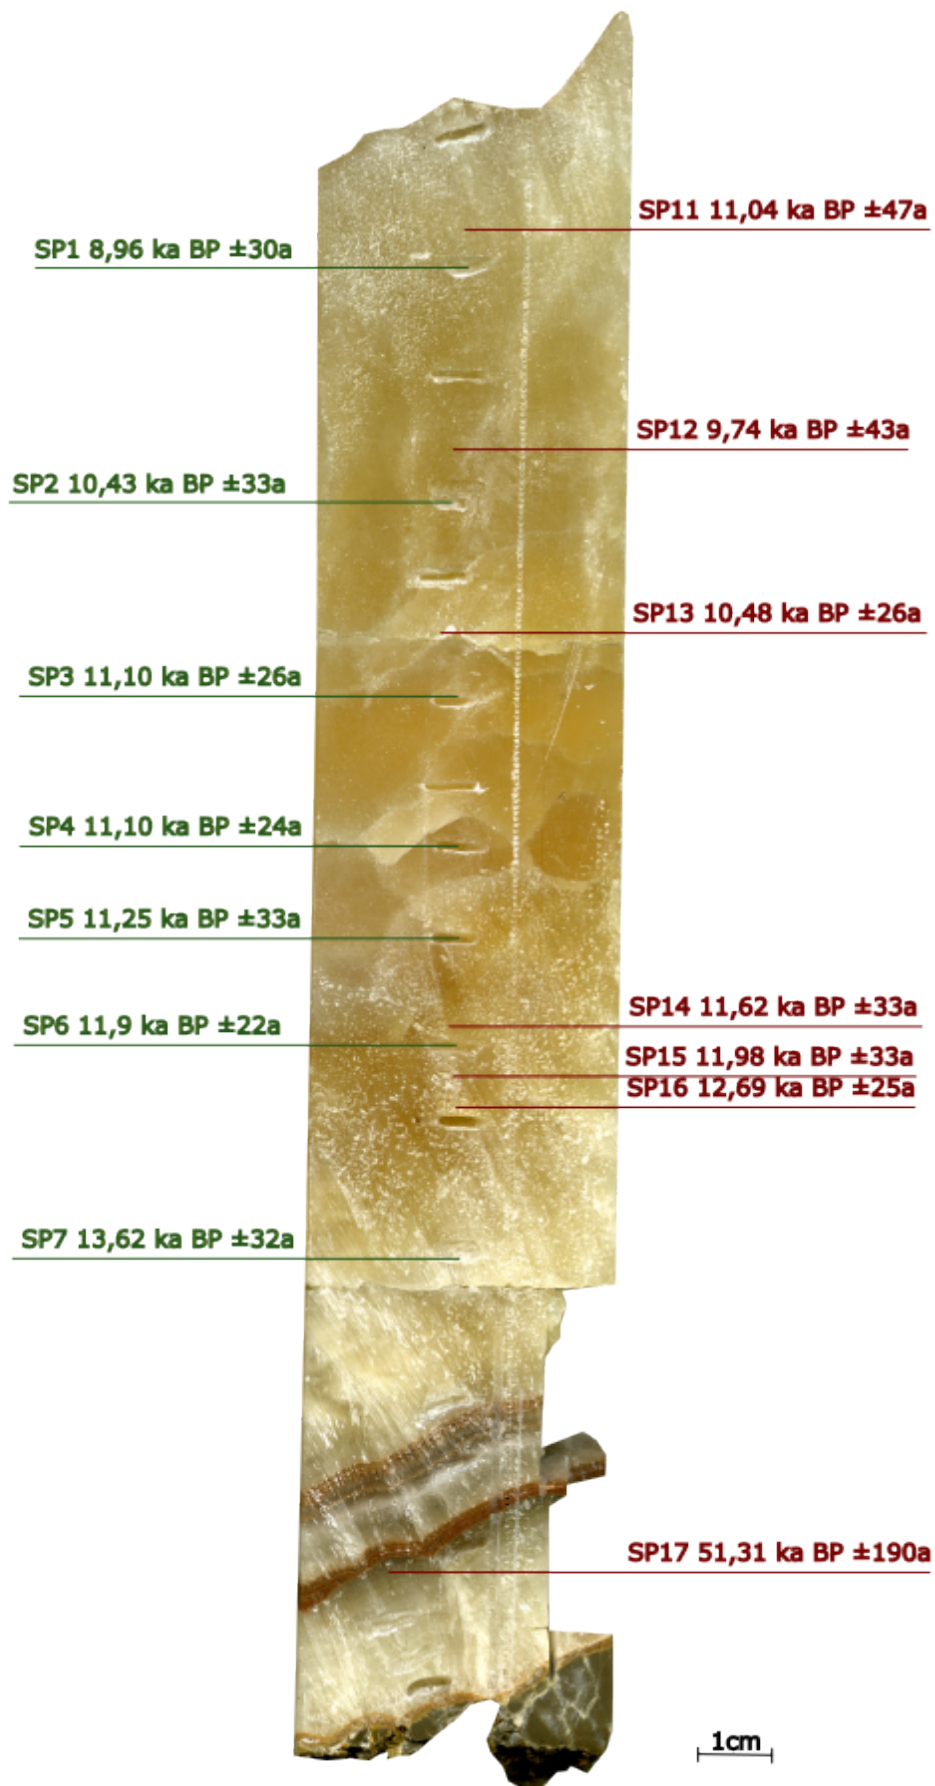 SP11 11,04 ka BP ±47a
SP1 8,96 ka BP ±30a
SP12 9,74 ka BP ±43a
SP2 10,43 ka BP ±33a
SP13 10,48 ka BP ±26a
SP3 11,10 ka BP ±26a
SP4 11,10 ka BP ±24a
SP5 11,25 ka BP ±33a
SP14 11,62 ka BP ±33a
SP6 11,9 ka BP ±22a
SP15 11,98 ka BP ±33a
SP16 12,69 ka BP ±25a
SP7 13,62 ka BP ±32a
SP17 51,31 ka BP ±190a
1cm